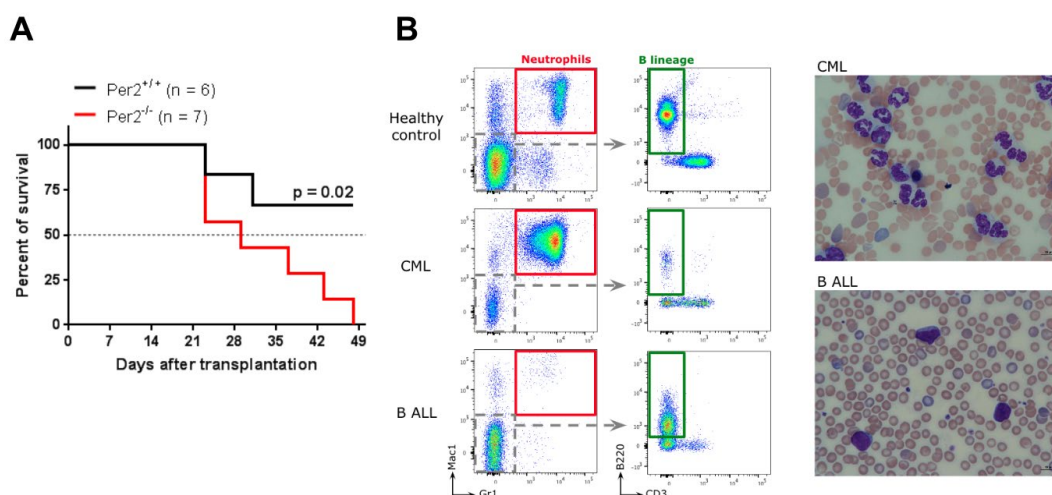 A
Per2+/+ (n = 6)
Per2-/- (n = 7)
Percent of survival
100
75
50
25
0
p = 0.02
0 7 14 21 28 35 42 49
Days after transplantation
B
Neutrophils
B lineage
Healthy
control
CML
B ALL
Mac1
Gr1
B220
CD3
CML
B ALL